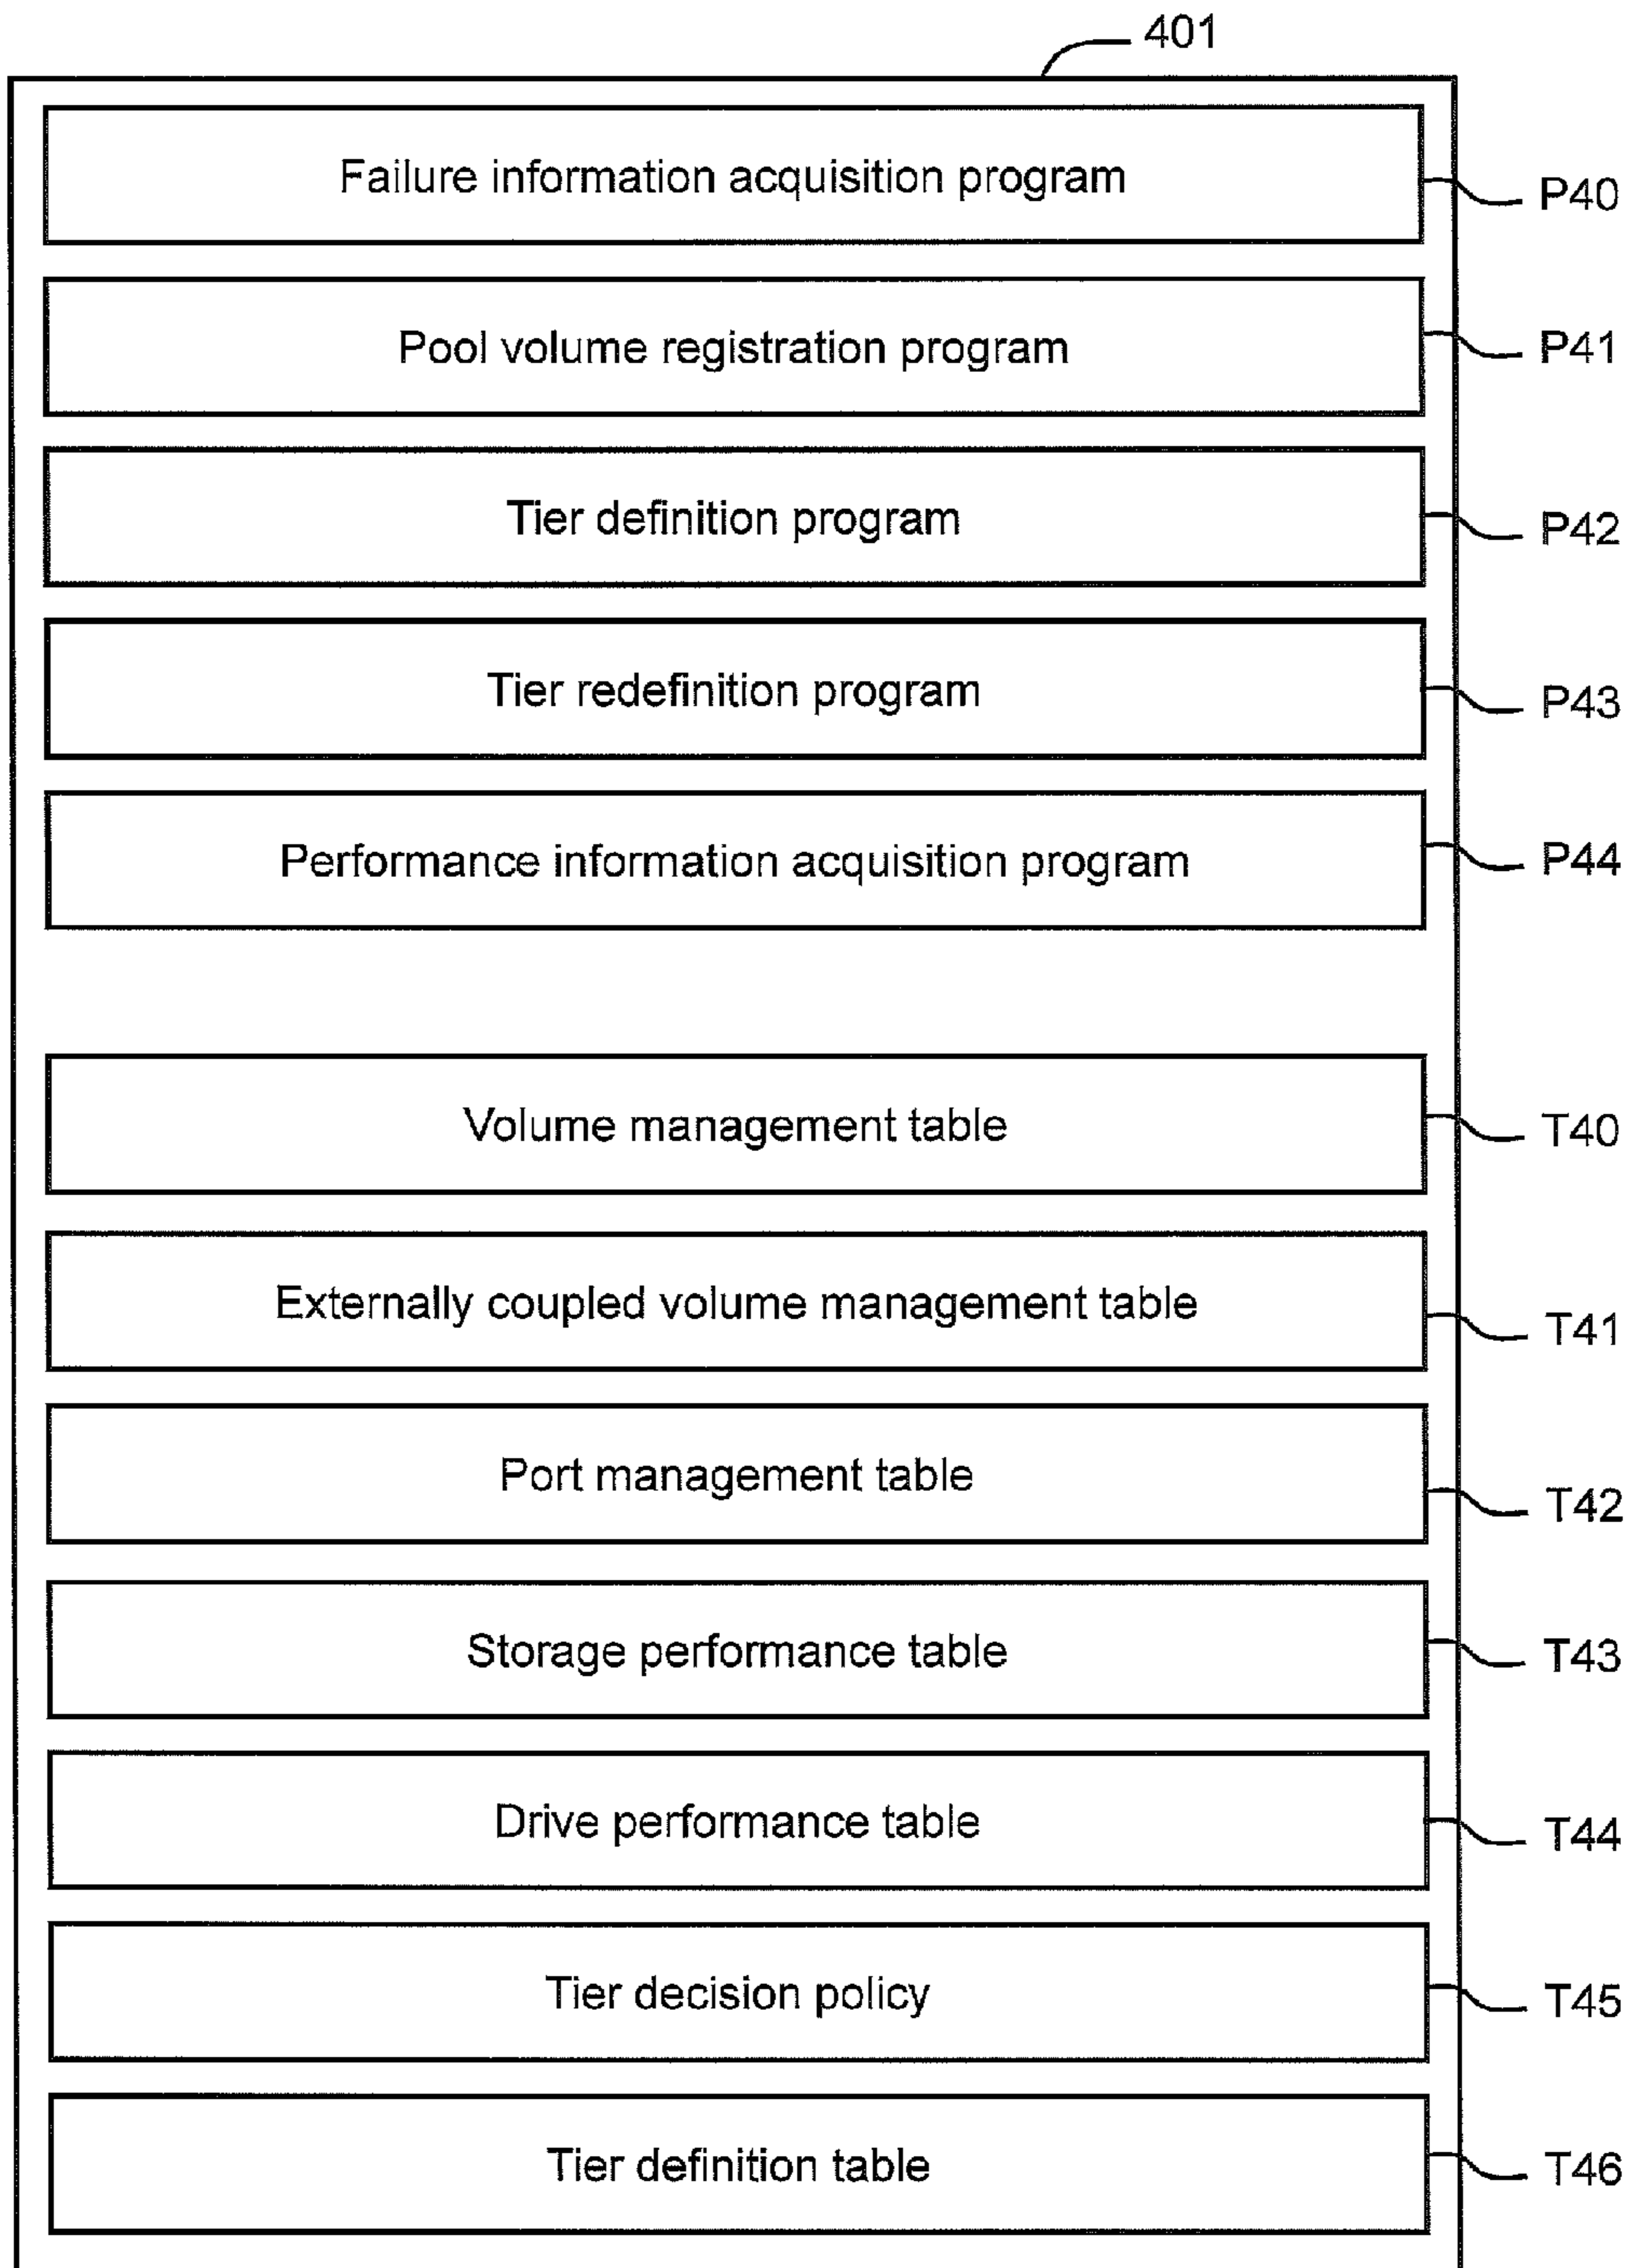 401
Failure information acquisition program
P40
Pool volume registration program
P41
Tier definition program
P42
Tier redefinition program
P43
Performance information acquisition program
P44
Volume management table
T40
Externally coupled volume management table
T41
Port management table
T42
Storage performance table
T43
Drive performance table
T44
Tier decision policy
T45
Tier definition table
T46